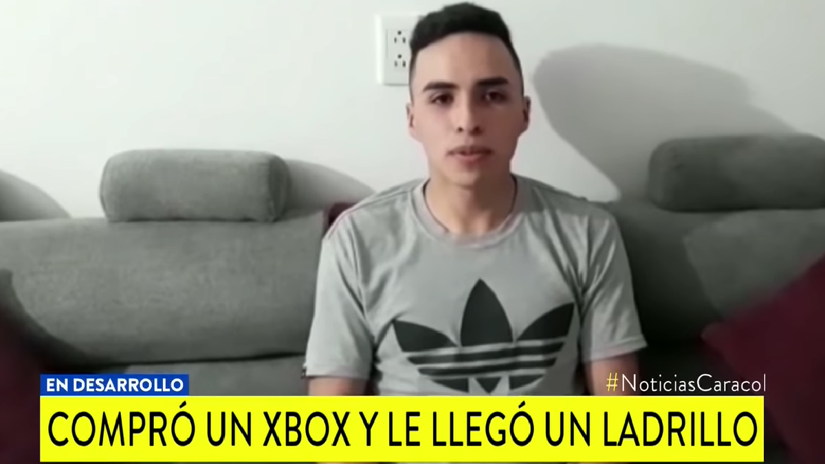 EN DESARROLLO
#NoticiasCaracol
COMPRÓ UN XBOX Y LE LLEGÓ UN LADRILLO